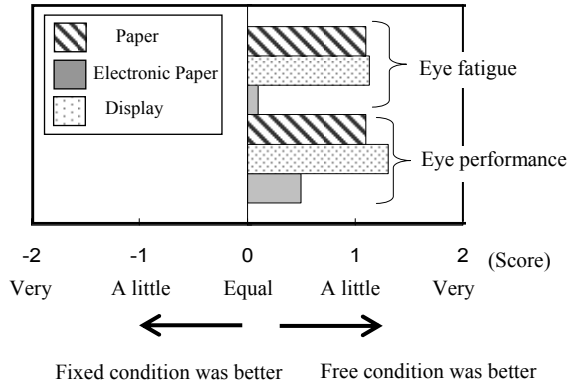 Paper
Electronic Paper
Display
Eye fatigue
Eye performance
-2 -1 0 1 2 (Score)
Very A little Equal A little Very
Fixed condition was better Free condition was better